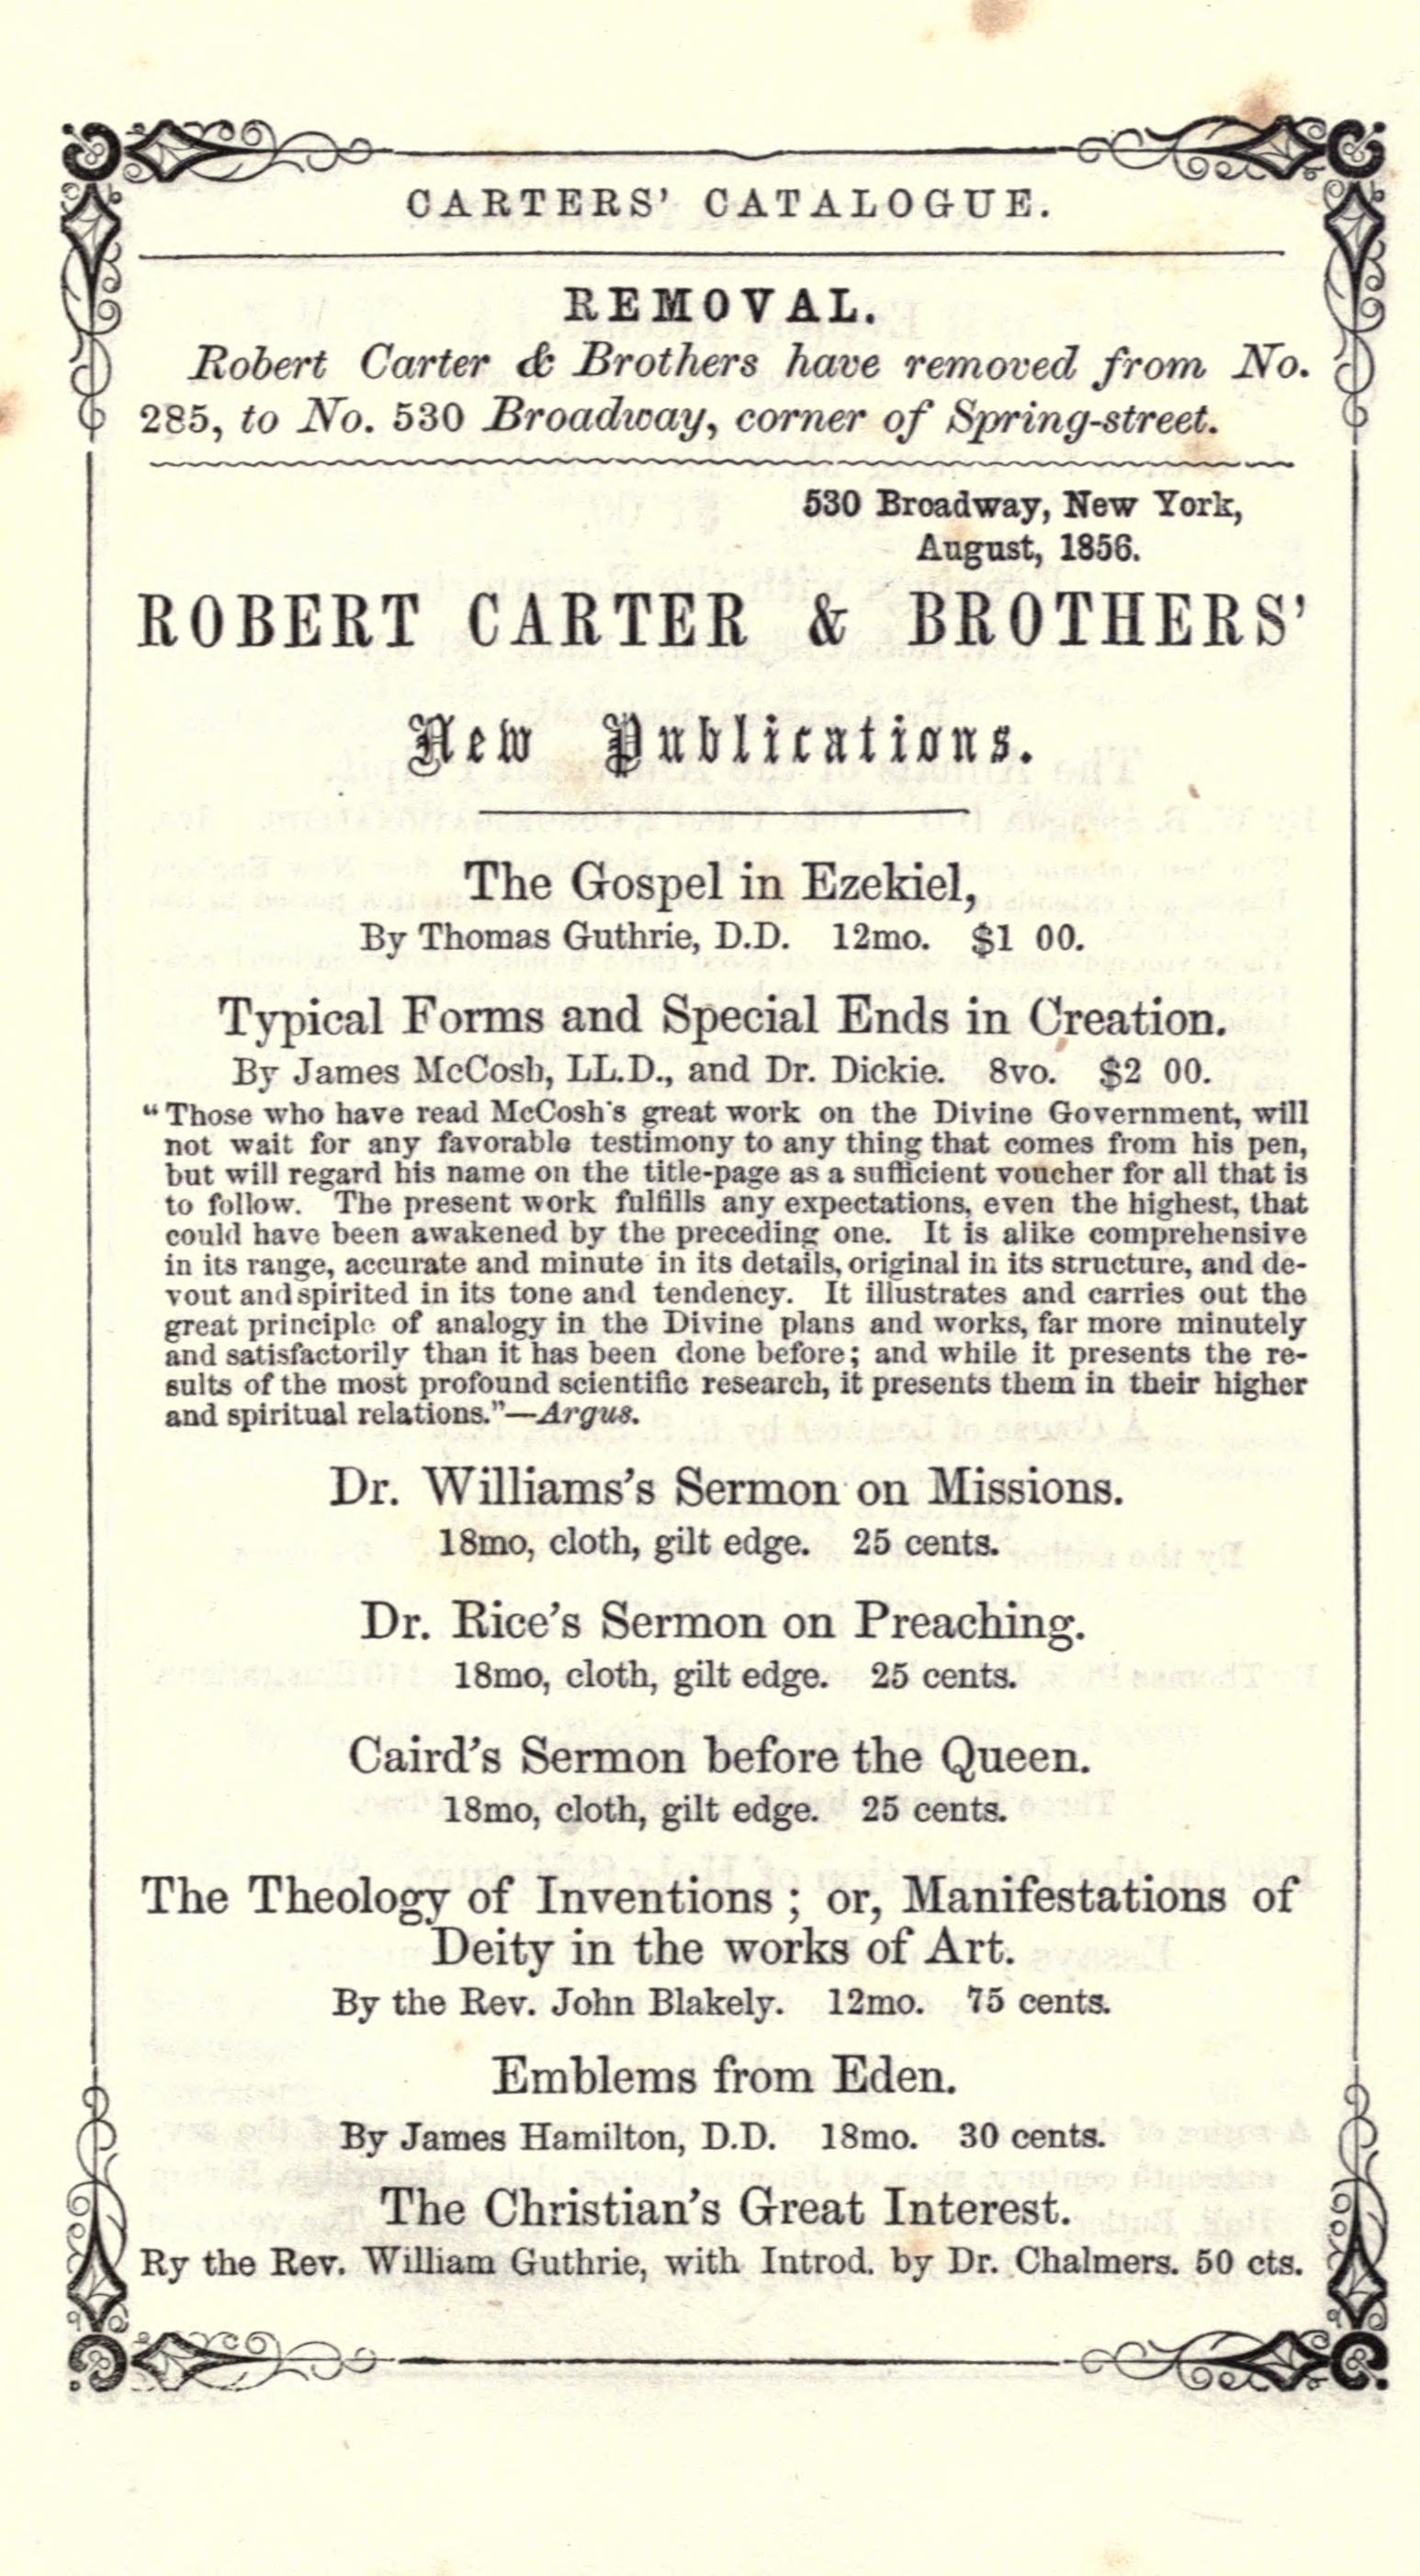 CARTERS' CATALOGUE.
REMOVAL.
Robert Carter & Brothers have removed from No.
285, to No. 530 Broadway, corner of Spring-street.
530 Broadway, New York,
August, 1856.
ROBERT CARTER & BROTHERS'
New Publications.
The Gospel in Ezekiel,
By Thomas Guthrie, D.D. 12mo. $1 00.
Typical Forms and Special Ends in Creation.
By James McCosh, LL.D., and Dr. Dickie. 8vo. $2 00.
"Those who have read McCosh's great work on the Divine Government, will
not wait for any favorable testimony to any thing that comes from his pen,
but will regard his name on the title-page as a sufficient voucher for all that is
to follow. The present work fulfills any expectations, even the highest, that
could have been awakened by the preceding one. It is alike comprehensive
in its range, accurate and minute in its details, original in its structure, and de-
vout and spirited in its tone and tendency. It illustrates and carries out the
great principle of analogy in the Divine plans and works, far more minutely
and satisfactorily than it has been done before; and while it presents the re-
sults of the most profound scientific research, it presents them in their higher
and spiritual relations."—Argus.
Dr. Williams's Sermon on Missions.
18mo, cloth, gilt edge. 25 cents.
Dr. Rice's Sermon on Preaching.
18mo, cloth, gilt edge. 25 cents.
Caird's Sermon before the Queen.
18mo, cloth, gilt edge. 25 cents.
The Theology of Inventions; or, Manifestations of
Deity in the works of Art.
By the Rev. John Blakely. 12mo. 75 cents.
Emblems from Eden.
By James Hamilton, D.D. 18mo. 30 cents.
The Christian's Great Interest.
Ry the Rev. William Guthrie, with Introd. by Dr. Chalmers. 50 cts.